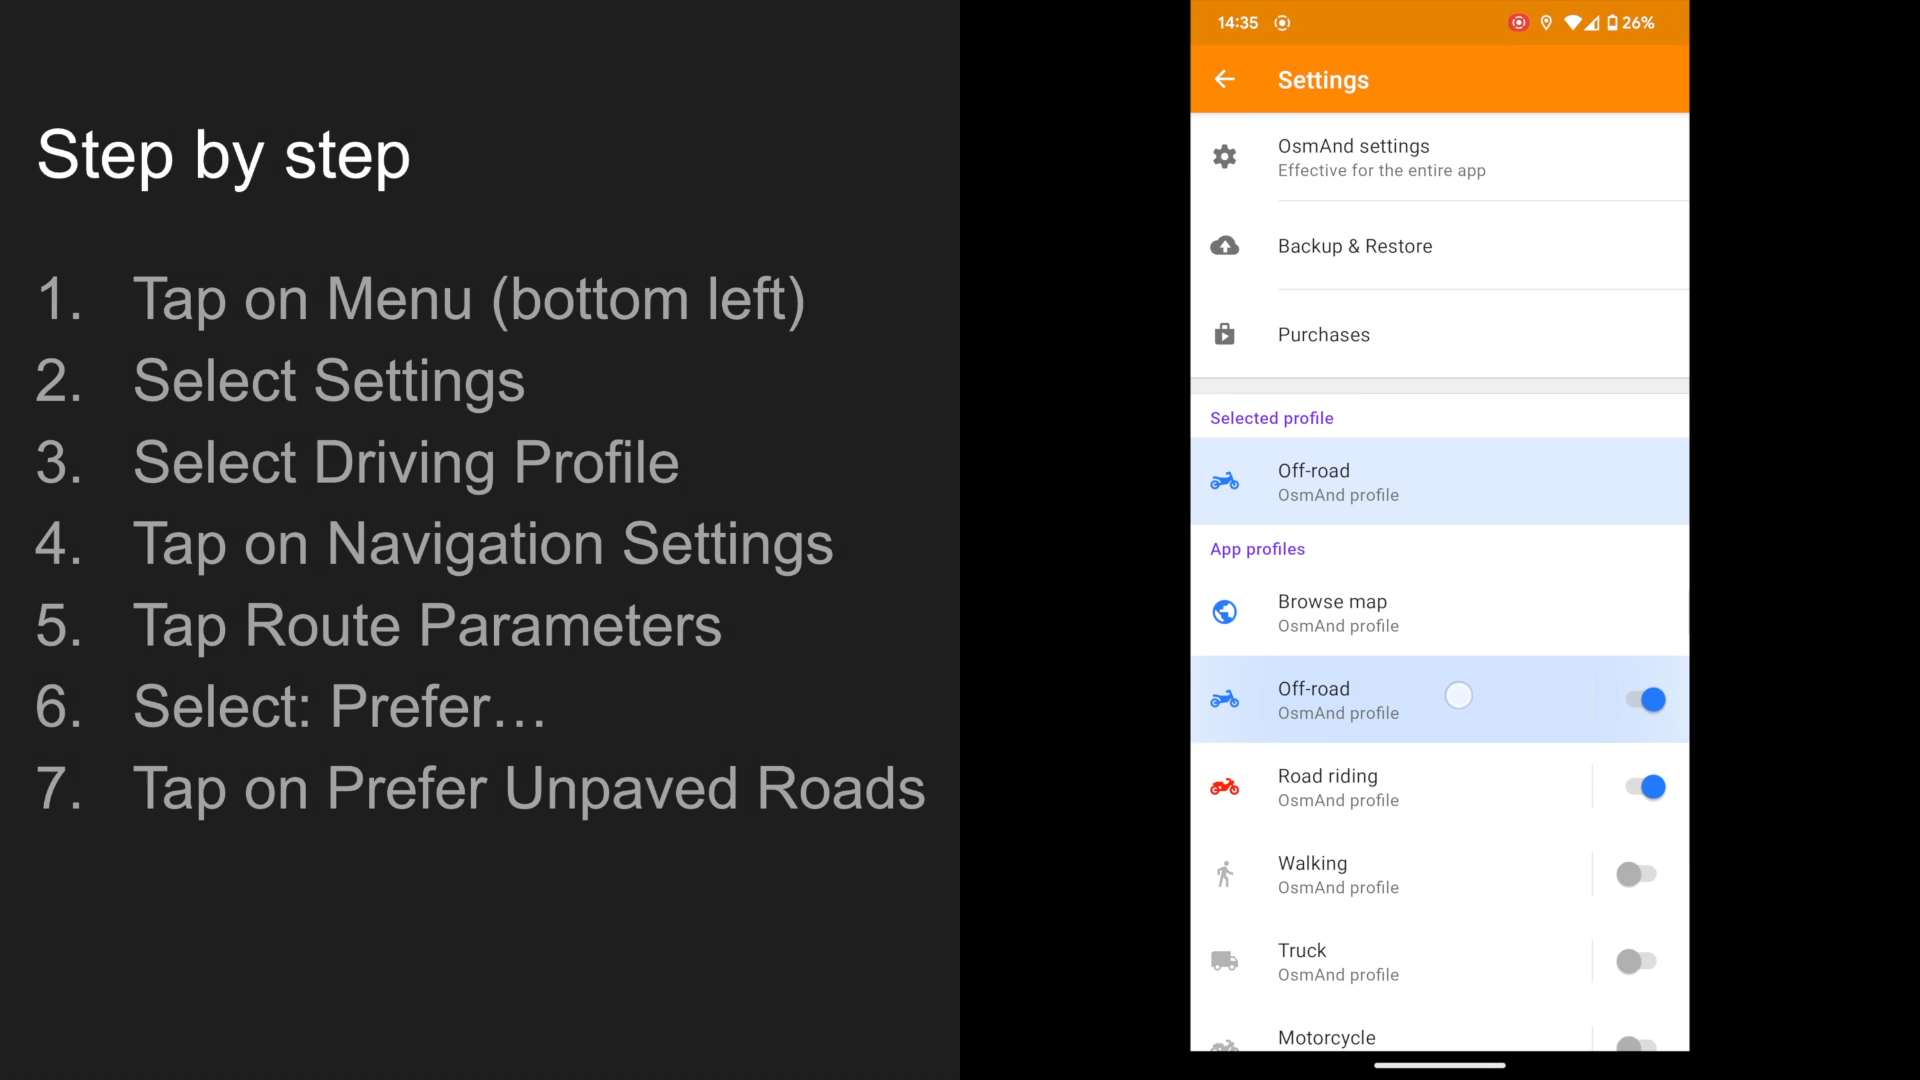 Step by step
1. Tap on Menu (bottom left)
2. Select Settings
3. Select Driving Profile
4. Tap on Navigation Settings
5. Tap Route Parameters
6. Select: Prefer…
7. Tap on Prefer Unpaved Roads
14:35
26%
Settings
OsmAnd settings
Effective for the entire app
Backup & Restore
Purchases
Selected profile
Off-road
OsmAnd profile
App profiles
Browse map
OsmAnd profile
Off-road
OsmAnd profile
Road riding
OsmAnd profile
Walking
OsmAnd profile
Truck
OsmAnd profile
Motorcycle